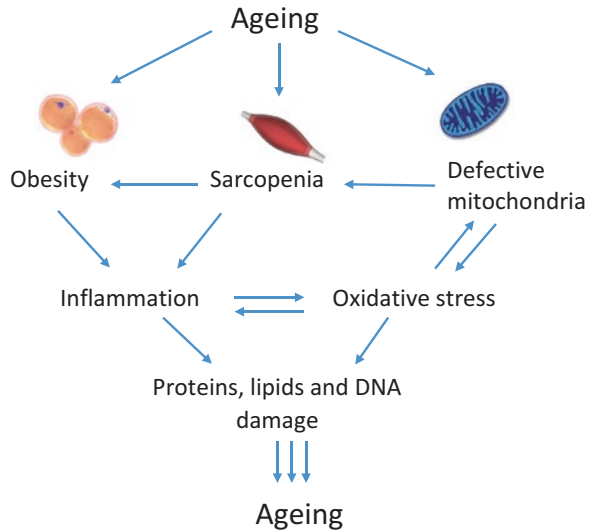 Ageing
Obesity
Sarcopenia
Defective
mitochondria
Inflammation
Oxidative stress
Proteins, lipids and DNA
damage
Ageing